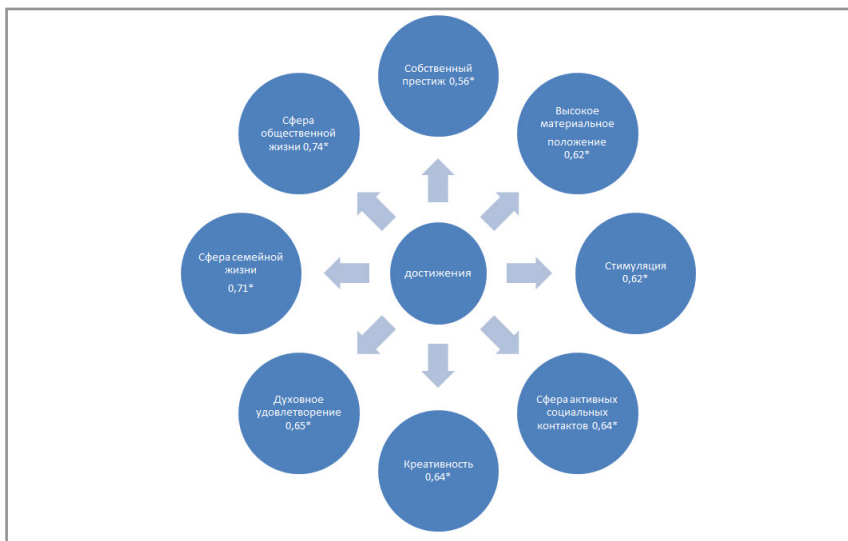 Собственный
престиж 0,56*
Высокое
материальное
положение
0,62*
Стимуляция
0,62*
Сфера активных
социальных
контактов 0,64*
Креативность
0,64*
Духовное
удовлетворение
0,65*
Сфера семейной
жизни
0,71*
Сфера
общественной
жизни 0,74*
достижения